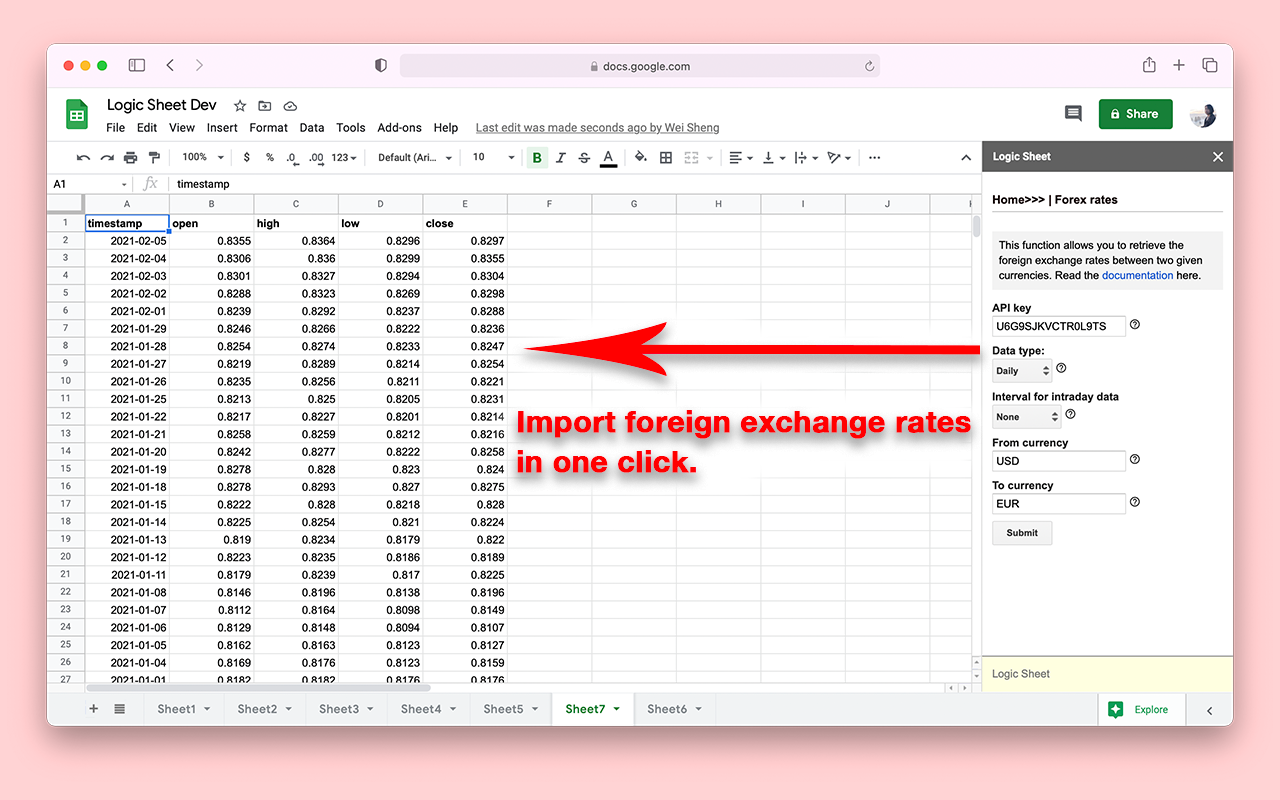 docs.google.com
Logic Sheet Dev
File Edit View Insert Format Data Tools Add-ons Help Last edit was made seconds ago by Wei Sheng
Share
100% $ % .0 .00 123 Default (Ari... 10 B I S A ...
A1 fx timestamp
A B C D E F G H I J
1 timestamp open high low close
2 2021-02-05 0.8355 0.8364 0.8296 0.8297
3 2021-02-04 0.8306 0.836 0.8299 0.8355
4 2021-02-03 0.8301 0.8327 0.8294 0.8304
5 2021-02-02 0.8288 0.8323 0.8269 0.8298
6 2021-02-01 0.8239 0.8292 0.8237 0.8288
7 2021-01-29 0.8246 0.8266 0.8222 0.8236
8 2021-01-28 0.8254 0.8274 0.8233 0.8247
9 2021-01-27 0.8219 0.8289 0.8214 0.8254
10 2021-01-26 0.8235 0.8256 0.8211 0.8221
11 2021-01-25 0.8213 0.825 0.8205 0.8231
12 2021-01-22 0.8217 0.8227 0.8201 0.8214
13 2021-01-21 0.8258 0.8259 0.8212 0.8216
14 2021-01-20 0.8242 0.8277 0.8222 0.8258
15 2021-01-19 0.8278 0.828 0.823 0.824
16 2021-01-18 0.8278 0.8293 0.827 0.8275
17 2021-01-15 0.8222 0.828 0.8218 0.828
18 2021-01-14 0.8225 0.8254 0.821 0.8224
19 2021-01-13 0.819 0.8234 0.8179 0.822
20 2021-01-12 0.8223 0.8235 0.8186 0.8189
21 2021-01-11 0.8179 0.8239 0.817 0.8225
22 2021-01-08 0.8146 0.8196 0.8138 0.8196
23 2021-01-07 0.8112 0.8164 0.8098 0.8149
24 2021-01-06 0.8129 0.8148 0.8094 0.8107
25 2021-01-05 0.8162 0.8163 0.8123 0.8127
26 2021-01-04 0.8169 0.8176 0.8123 0.8159
27 2021-01-01 0.8182 0.8182 0.8176 0.8176
Import foreign exchange rates
in one click.
Logic Sheet
Home>>> | Forex rates
This function allows you to retrieve the
foreign exchange rates between two given
currencies. Read the documentation here.
API key
U6G9SJKVCTR0L9TS
Data type:
Daily
Interval for intraday data
None
From currency
USD
To currency
EUR
Submit
Logic Sheet
Sheet1 Sheet2 Sheet3 Sheet4 Sheet5 Sheet7 Sheet6
Explore